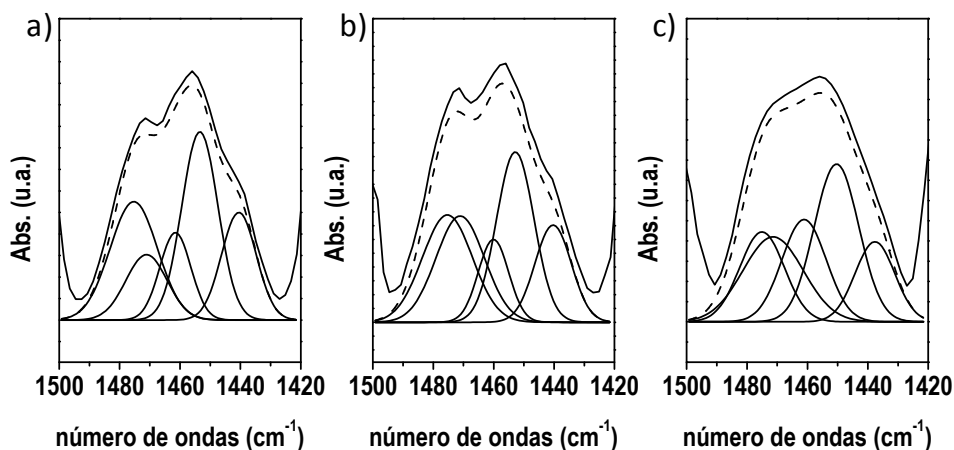 a) b) c)
Abs. (u.a.) Abs. (u.a.) Abs. (u.a.)
1500 1480 1460 1440 1420 1500 1480 1460 1440 1420 1500 1480 1460 1440 1420
número de ondas (cm⁻¹) número de ondas (cm⁻¹) número de ondas (cm⁻¹)